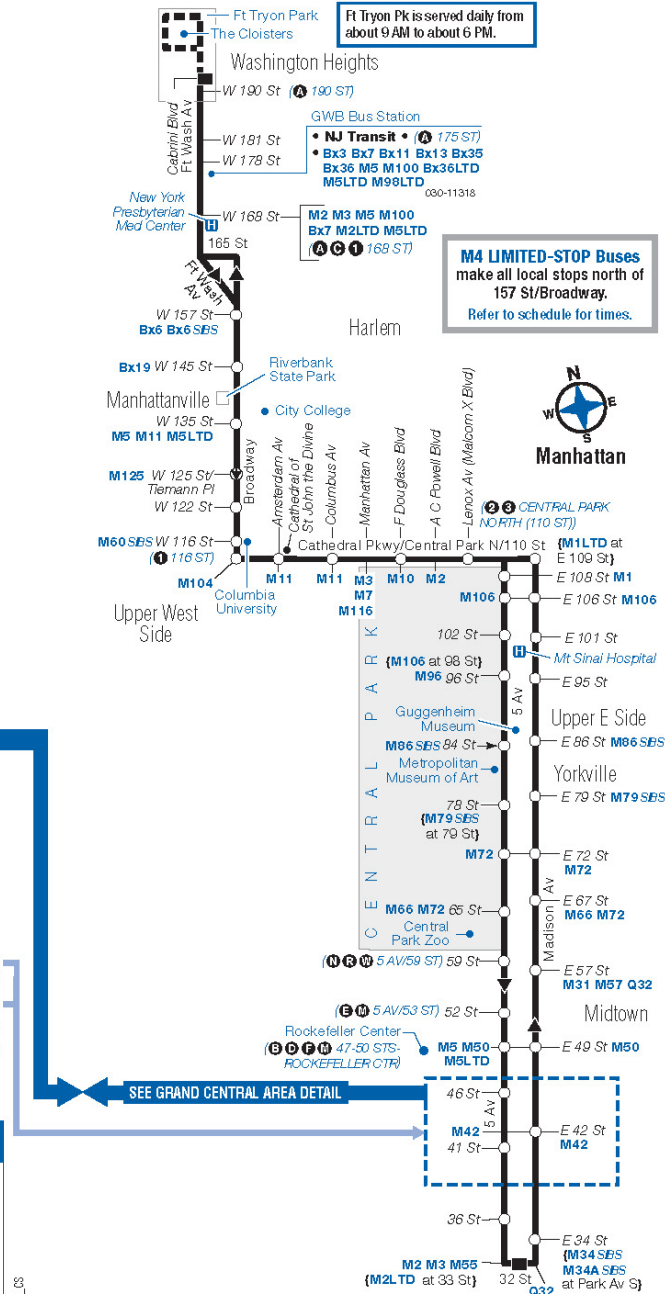 Ft Tryon Park
The Cloisters
Ft Tryon Pk is served daily from
about 9 AM to about 6 PM.
Washington Heights
W 190 St (A 190 ST)
Cabrini Blvd
Ft Wash Av
GWB Bus Station
• NJ Transit • (A 175 ST)
W 181 St
• Bx3 Bx7 Bx11 Bx13 Bx35
Bx36 M5 M100 Bx36LTD
M5LTD M98LTD
W 178 St
030-11318
New York
Presbyterian
Med Center
H
W 168 St
M2 M3 M5 M100
Bx7 M2LTD M5LTD
(A C 1 168 ST)
165 St
Ft Wash
Av
M4 LIMITED-STOP Buses
make all local stops north of
157 St/Broadway.
Refer to schedule for times.
W 157 St
Bx6 Bx6 SBS
Harlem
Bx19 W 145 St
Riverbank
State Park
Manhattanville
City College
W 135 St
M5 M11 M5LTD
N
W E
S
Manhattan
M125 W 125 St/
Tiemann Pl
Broadway
W 122 St
M60 SBS W 116 St
(1 116 ST)
M104
Columbia
University
Amsterdam Av
Cathedral of
St John the Divine
Columbus Av
Manhattan Av
F Douglass Blvd
A C Powell Blvd
Lenox Av (Malcom X Blvd)
(2 3 CENTRAL PARK
NORTH (110 ST))
Cathedral Pkwy/Central Park N/110 St
{M1LTD at
E 109 St}
M11
M11
M3
M7
M116
M10
M2
E 108 St M1
M106
E 106 St M106
Upper West
Side
CENTRAL PARK
102 St
E 101 St
H
Mt Sinai Hospital
{M106 at 98 St}
M96 96 St
E 95 St
5 Av
Guggenheim
Museum
Upper E Side
M86 SBS 84 St
E 86 St M86 SBS
Metropolitan
Museum of Art
Yorkville
78 St
{M79 SBS
at 79 St}
E 79 St M79 SBS
M72
E 72 St
M72
Madison Av
M66 M72 65 St
E 67 St
M66 M72
Central
Park Zoo
(N R W 5 AV/59 ST) 59 St
E 57 St
M31 M57 Q32
(E M 5 AV/53 ST) 52 St
Midtown
Rockefeller Center
(B D F M 47-50 STS-
ROCKEFELLER CTR)
M5 M50
M5LTD
E 49 St M50
SEE GRAND CENTRAL AREA DETAIL
46 St
5 Av
M42
E 42 St
M42
41 St
36 St
E 34 St
{M34 SBS
M34A SBS
at Park Av S}
M2 M3 M55
{M2LTD at 33 St}
32 St
Q32